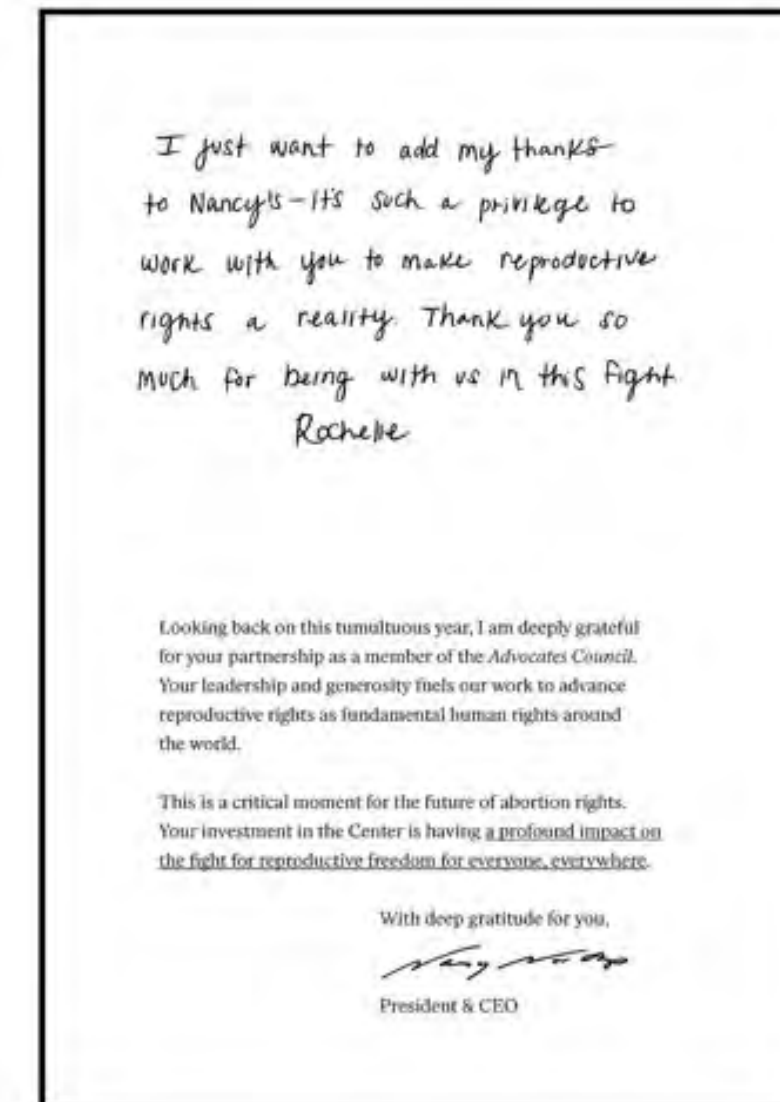 I just want to add my thanks
to Nancy's – it's such a privilege to
work with you to make reproductive
rights a reality. Thank you so
much for being with us in this fight
Rochelle
Looking back on this tumultuous year, I am deeply grateful
for your partnership as a member of the Advocates Council.
Your leadership and generosity fuels our work to advance
reproductive rights as fundamental human rights around
the world.
This is a critical moment for the future of abortion rights.
Your investment in the Center is having a profound impact on
the fight for reproductive freedom for everyone, everywhere.
With deep gratitude for you,
Nancy
President & CEO